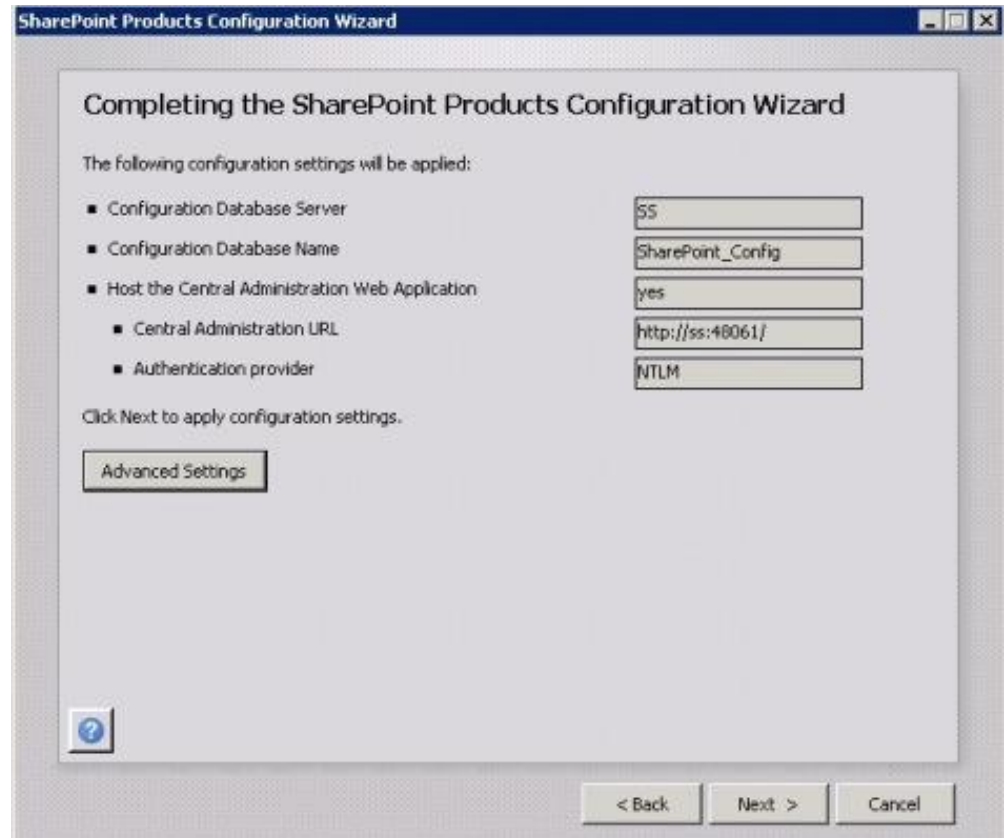 SharePoint Products Configuration Wizard
Completing the SharePoint Products Configuration Wizard
The following configuration settings will be applied:
Configuration Database Server SS
Configuration Database Name SharePoint_Config
Host the Central Administration Web Application yes
Central Administration URL http://ss:48061/
Authentication provider NTLM
Click Next to apply configuration settings.
Advanced Settings
?
< Back Next > Cancel